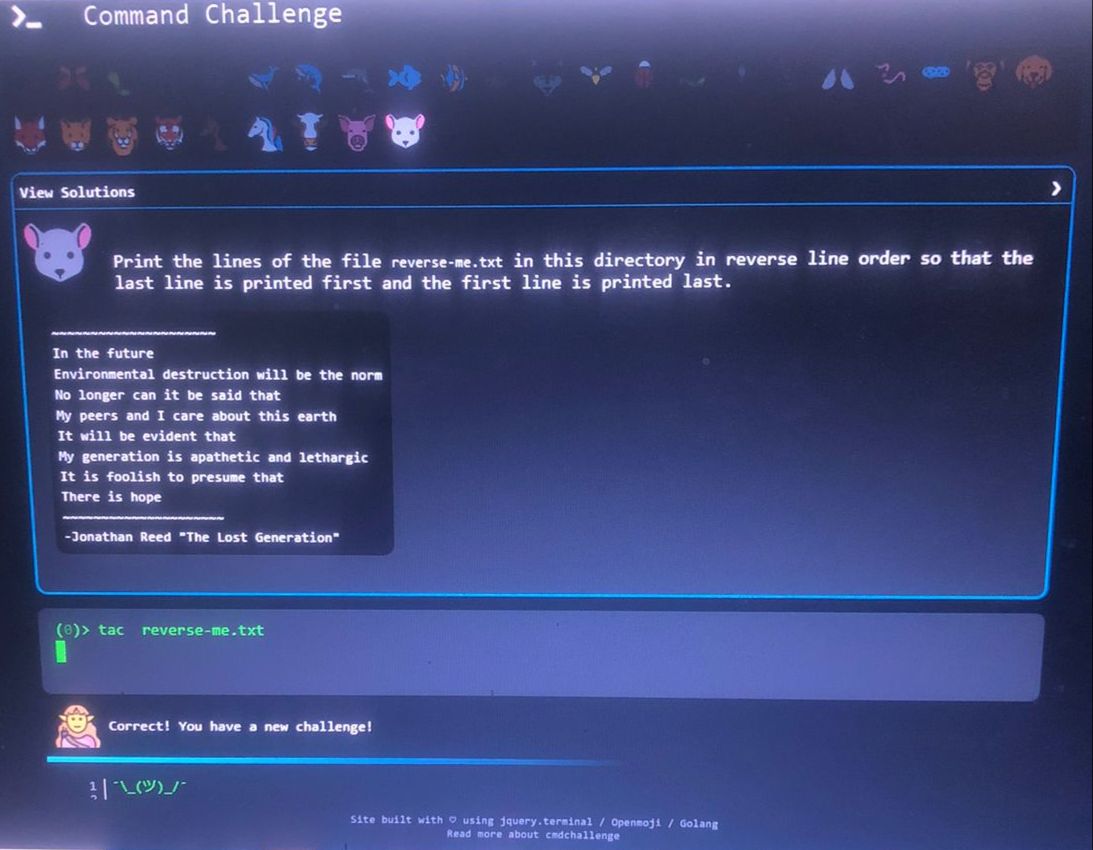 Command Challenge
View Solutions
Print the lines of the file reverse-me.txt in this directory in reverse line order so that the
last line is printed first and the first line is printed last.
~~~~~~~~~~~~~~~~~~~~~
In the future
Environmental destruction will be the norm
No longer can it be said that
My peers and I care about this earth
It will be evident that
My generation is apathetic and lethargic
It is foolish to presume that
There is hope
~~~~~~~~~~~~~~~~~~~~~
-Jonathan Reed "The Lost Generation"
(0)> tac  reverse-me.txt
Correct! You have a new challenge!
1 ¯\_(ツ)_/¯
Site built with ♡ using jquery.terminal / Openmoji / Golang
Read more about cmdchallenge